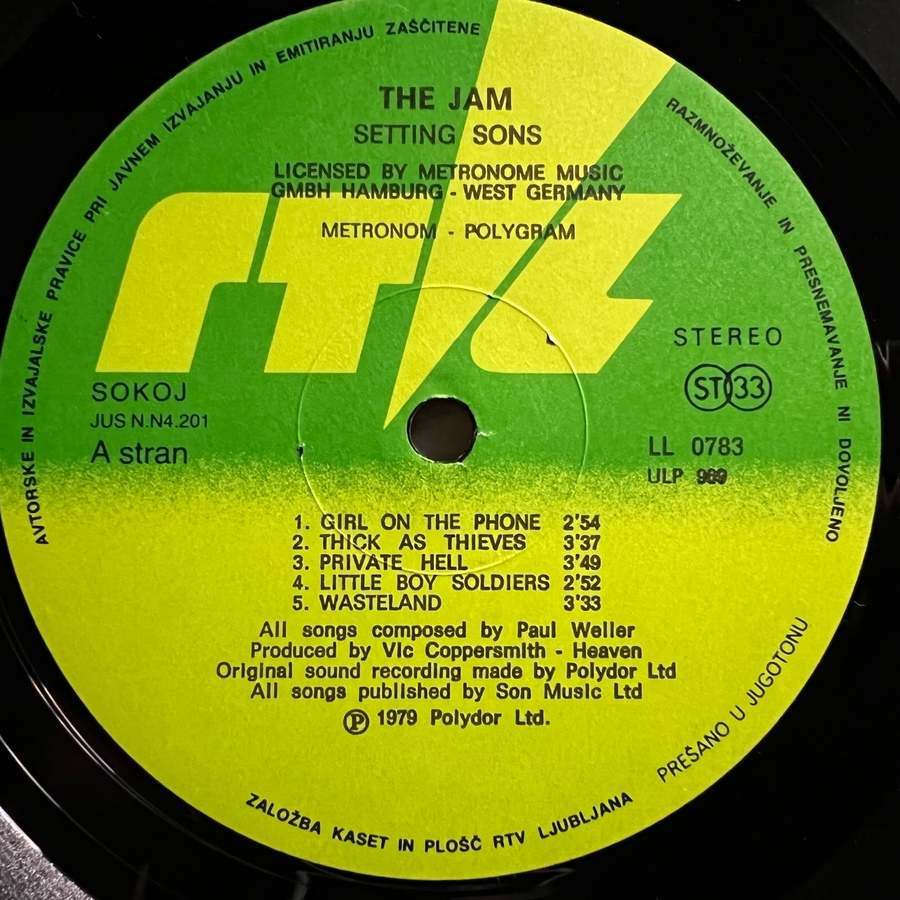 AVTORSKE IN IZVAJALSKE PRAVICE PRI JAVNEM IZVAJANJU IN EMITIRANJU ZAŠČITENE
RAZMNOŽEVANJE IN PRESNEMAVANJE NI DOVOLJENO
THE JAM
SETTING SONS
LICENSED BY METRONOME MUSIC
GMBH HAMBURG - WEST GERMANY
METRONOM - POLYGRAM
rtl
STEREO
SOKOJ
ST 33
JUS N.N4.201
A stran
LL 0783
ULP 969
1. GIRL ON THE PHONE 2'54
2. THICK AS THIEVES 3'37
3. PRIVATE HELL 3'49
4. LITTLE BOY SOLDIERS 2'52
5. WASTELAND 3'33
All songs composed by Paul Weller
Produced by Vic Coppersmith - Heaven
Original sound recording made by Polydor Ltd
All songs published by Son Music Ltd
Ⓟ 1979 Polydor Ltd.
PREŠANO U JUGOTONU
ZALOŽBA KASET IN PLOŠČ RTV LJUBLJANA